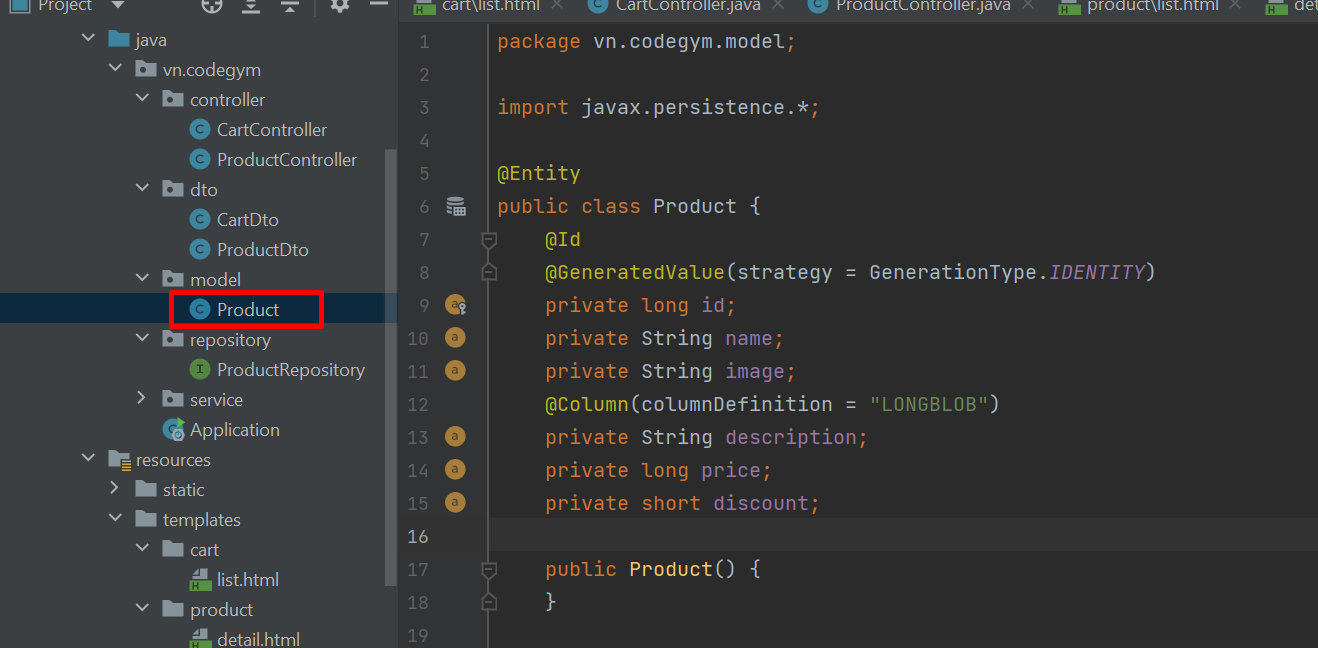 Project
java
vn.codegym
controller
CartController
ProductController
dto
CartDto
ProductDto
model
Product
repository
ProductRepository
service
Application
resources
static
templates
cart
list.html
product
detail.html
cart\list.html
CartController.java
ProductController.java
product\list.html
det
1 package vn.codegym.model;
2
3 import javax.persistence.*;
4
5 @Entity
6 public class Product {
7 @Id
8 @GeneratedValue(strategy = GenerationType.IDENTITY)
9 private long id;
10 private String name;
11 private String image;
12 @Column(columnDefinition = "LONGBLOB")
13 private String description;
14 private long price;
15 private short discount;
16
17 public Product() {
18 }
19